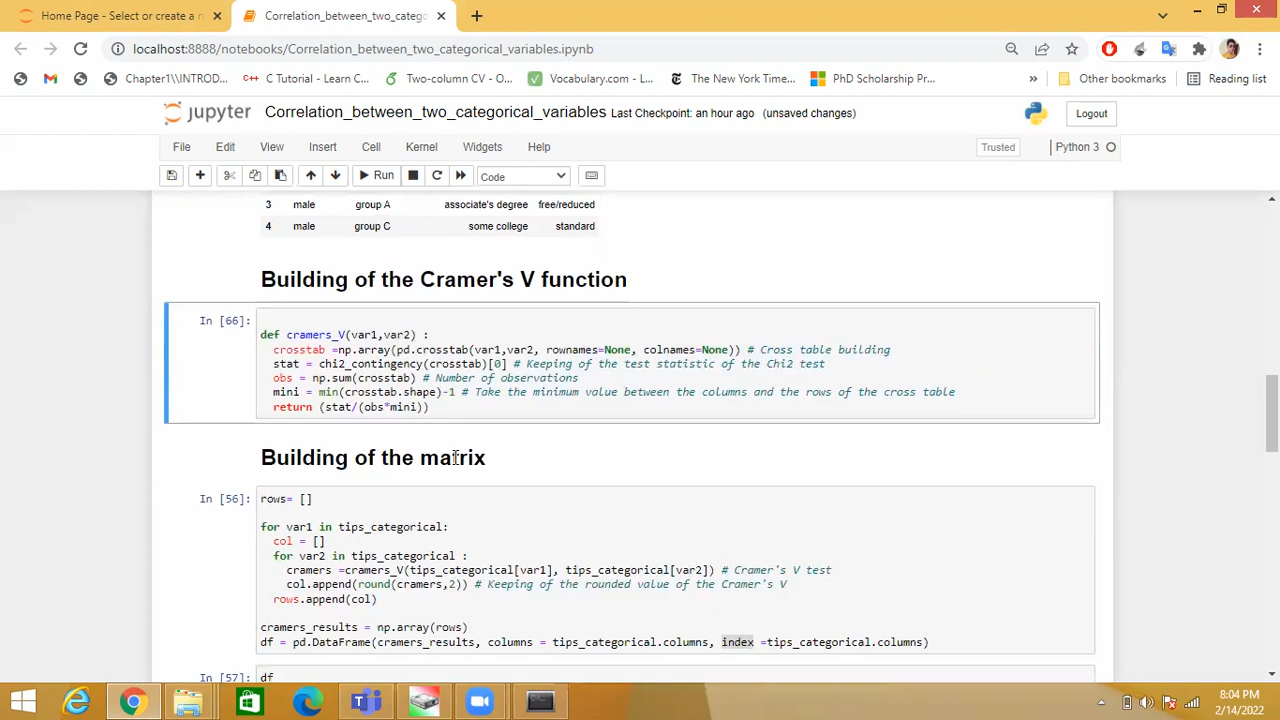 Home Page - Select or create a n
Correlation_between_two_catego
localhost:8888/notebooks/Correlation_between_two_categorical_variables.ipynb
Chapter1\\INTROD...
C Tutorial - Learn C...
Two-column CV - O...
Vocabulary.com - L...
The New York Time...
PhD Scholarship Pr...
»
Other bookmarks
Reading list
jupyter Correlation_between_two_categorical_variables Last Checkpoint: an hour ago (unsaved changes)
Logout
File Edit View Insert Cell Kernel Widgets Help
Trusted
Python 3
Run
Code
3 male group A associate's degree free/reduced
4 male group C some college standard
Building of the Cramer's V function
In [66]:
def cramers_V(var1,var2) :
crosstab =np.array(pd.crosstab(var1,var2, rownames=None, colnames=None)) # Cross table building
stat = chi2_contingency(crosstab)[0] # Keeping of the test statistic of the Chi2 test
obs = np.sum(crosstab) # Number of observations
mini = min(crosstab.shape)-1 # Take the minimum value between the columns and the rows of the cross table
return (stat/(obs*mini))
Building of the matrix
In [56]: rows= []
for var1 in tips_categorical:
col = []
for var2 in tips_categorical :
cramers =cramers_V(tips_categorical[var1], tips_categorical[var2]) # Cramer's V test
col.append(round(cramers,2)) # Keeping of the rounded value of the Cramer's V
rows.append(col)
cramers_results = np.array(rows)
df = pd.DataFrame(cramers_results, columns = tips_categorical.columns, index =tips_categorical.columns)
In [57]: df
8:04 PM
2/14/2022